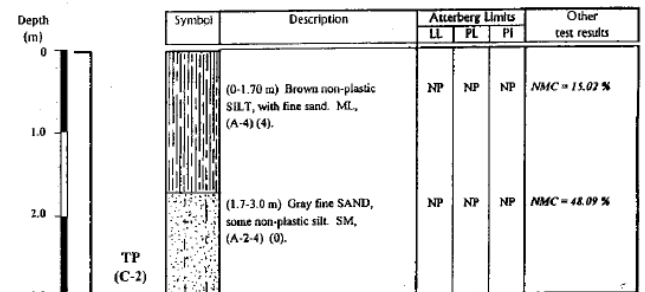 Depth
(m)
Symbol
Description
Atterberg Limits
LL PL PI
Other
test results
0
(0-1.70 m) Brown non-plastic
SILT, with fine sand. ML,
(A-4) (4).
NP NP NP NMC = 15.02 %
1.0
(1.7-3.0 m) Gray fine SAND,
some non-plastic silt. SM,
(A-2-4) (0).
NP NP NP NMC = 48.09 %
2.0
TP
(C-2)